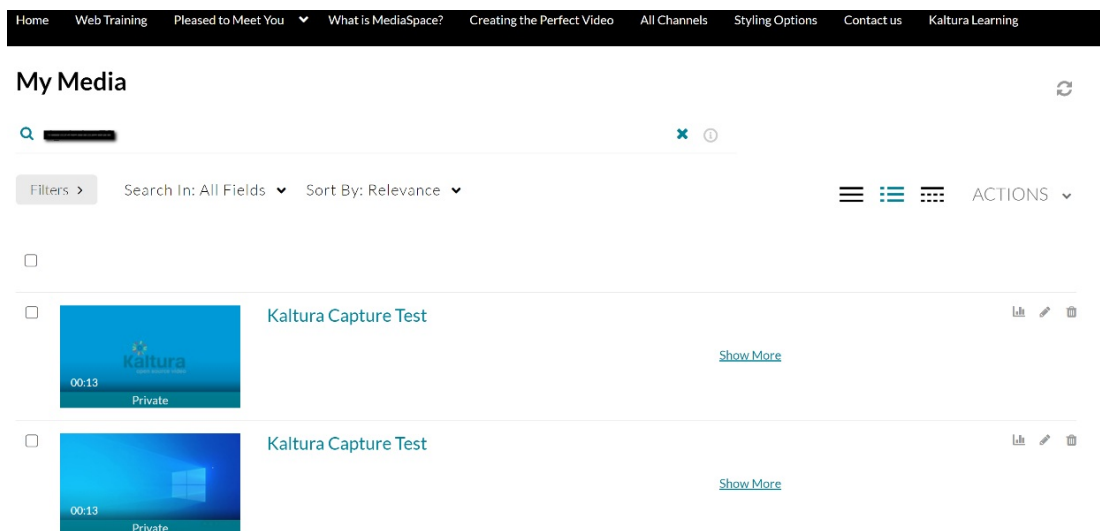 Home Web Training Pleased to Meet You What is MediaSpace? Creating the Perfect Video All Channels Styling Options Contact us Kaltura Learning
My Media
Filters > Search In: All Fields Sort By: Relevance ACTIONS
Kaltura Capture Test
Kaltura
Show More
00:13
Private
Kaltura Capture Test
Show More
00:13
Private